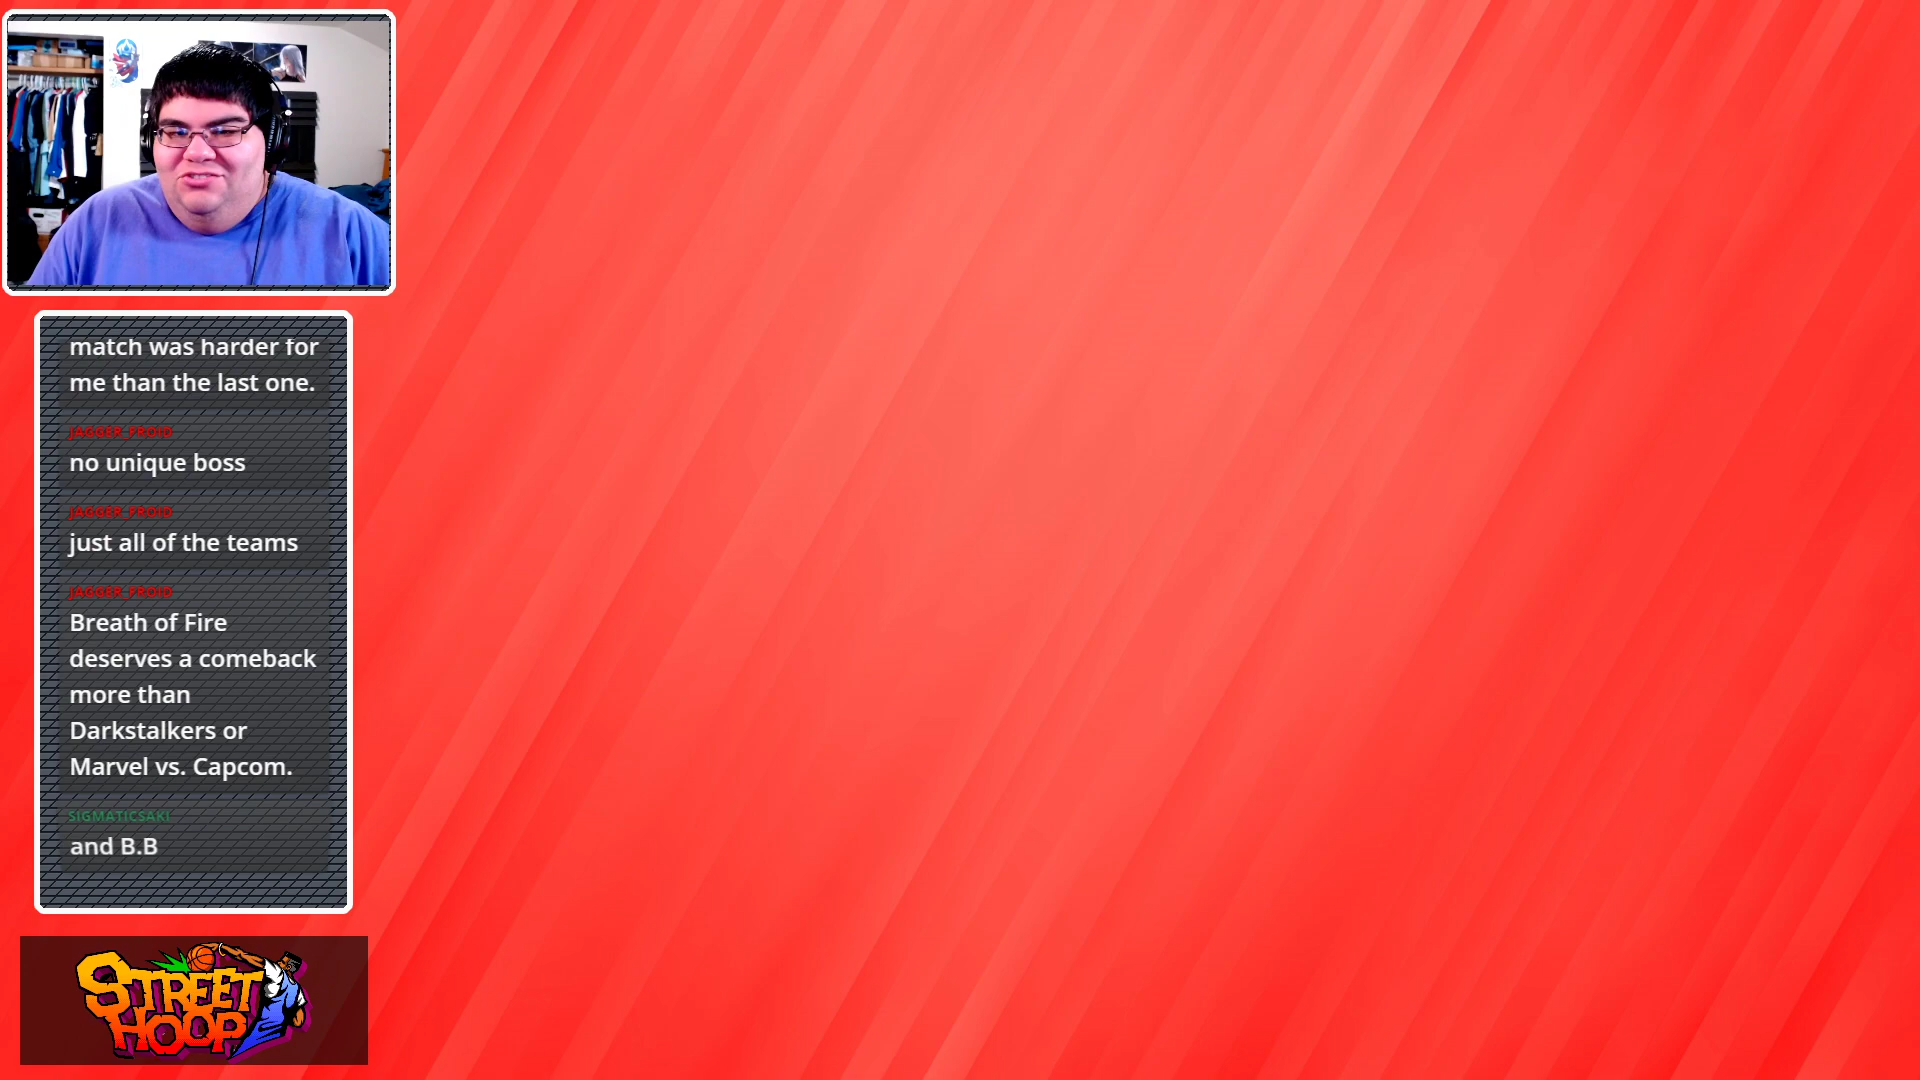 match was harder for
me than the last one.
JAGGER_PROID
no unique boss
JAGGER_PROID
just all of the teams
JAGGER_PROID
Breath of Fire
deserves a comeback
more than
Darkstalkers or
Marvel vs. Capcom.
SIGMATICSAKI
and B.B
STREET
HOOP